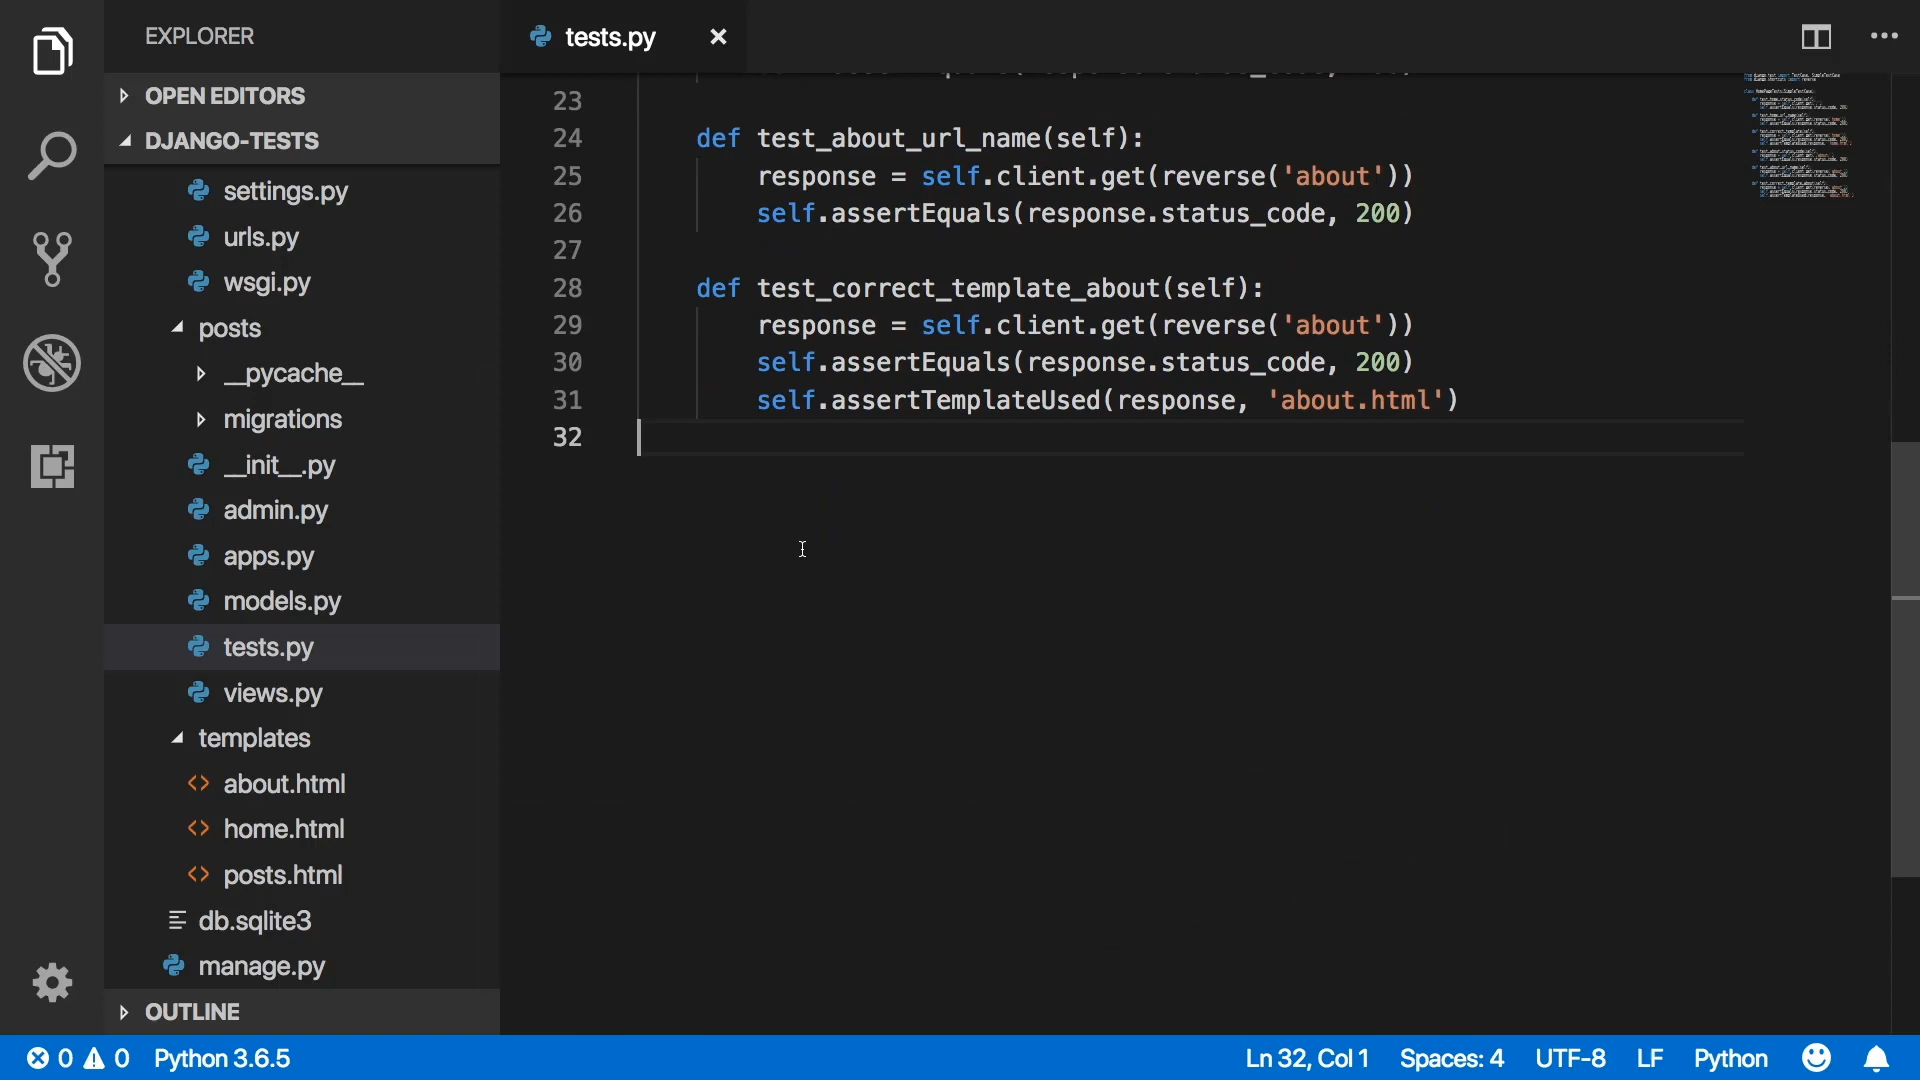 EXPLORER
OPEN EDITORS
DJANGO-TESTS
settings.py
urls.py
wsgi.py
posts
__pycache__
migrations
__init__.py
admin.py
apps.py
models.py
tests.py
views.py
templates
about.html
home.html
posts.html
db.sqlite3
manage.py
OUTLINE
tests.py
23
24 def test_about_url_name(self):
25 response = self.client.get(reverse('about'))
26 self.assertEquals(response.status_code, 200)
27
28 def test_correct_template_about(self):
29 response = self.client.get(reverse('about'))
30 self.assertEquals(response.status_code, 200)
31 self.assertTemplateUsed(response, 'about.html')
32
0 0 Python 3.6.5 Ln 32, Col 1 Spaces: 4 UTF-8 LF Python